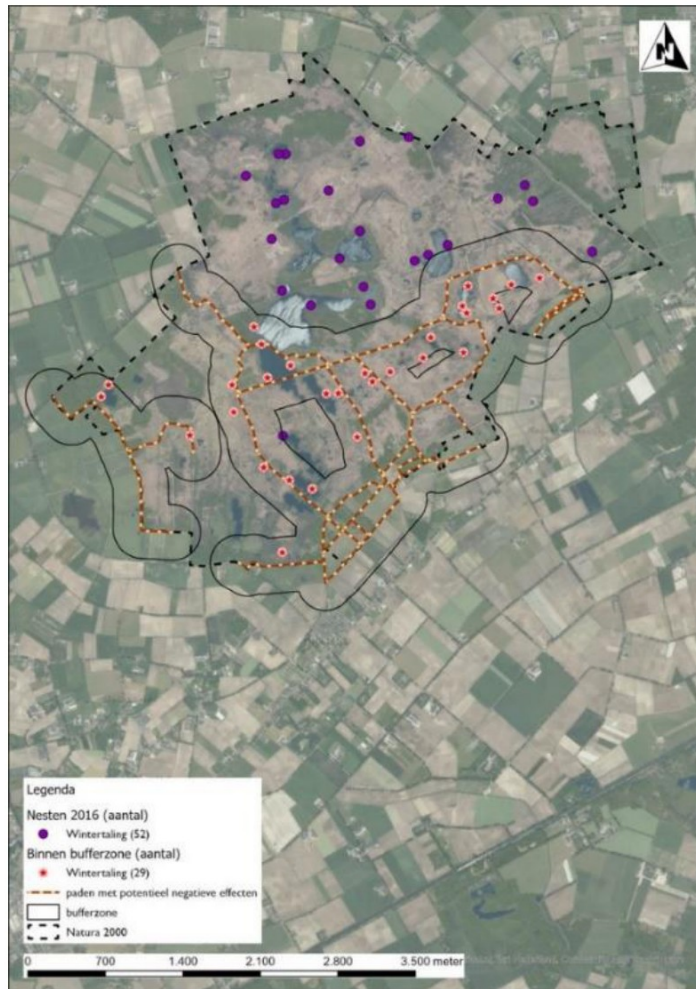 N
Legenda
Nesten 2016 (aantal)
Wintertaling (52)
Binnen bufferzone (aantal)
Wintertaling (29)
paden met potentieel negatieve effecten
bufferzone
Natura 2000
0 700 1.400 2.100 2.800 3.500 meter